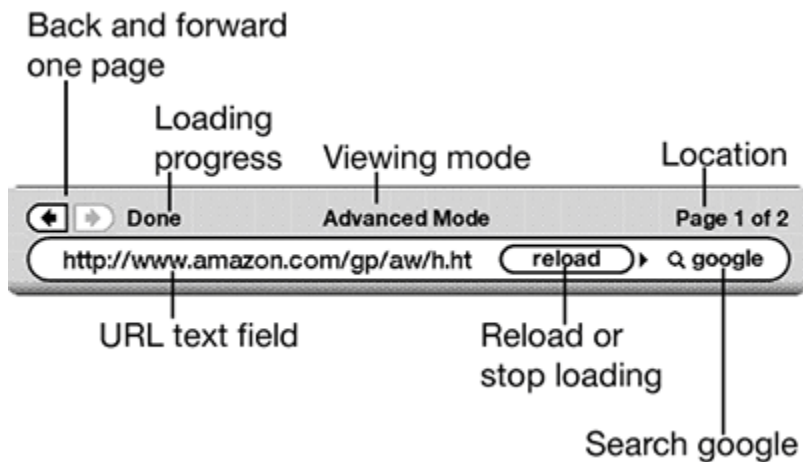 Back and forward
one page
Loading
progress
Viewing mode
Location
Done
Advanced Mode
Page 1 of 2
http://www.amazon.com/gp/aw/h.ht
reload
google
URL text field
Reload or
stop loading
Search google